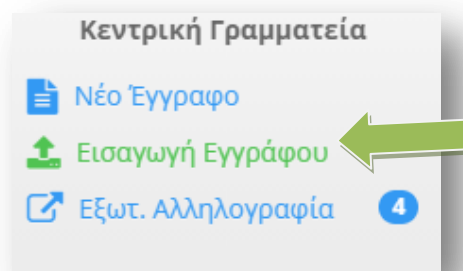 Κεντρική Γραμματεία
Νέο Έγγραφο
Εισαγωγή Εγγράφου
Εξωτ. Αλληλογραφία 4